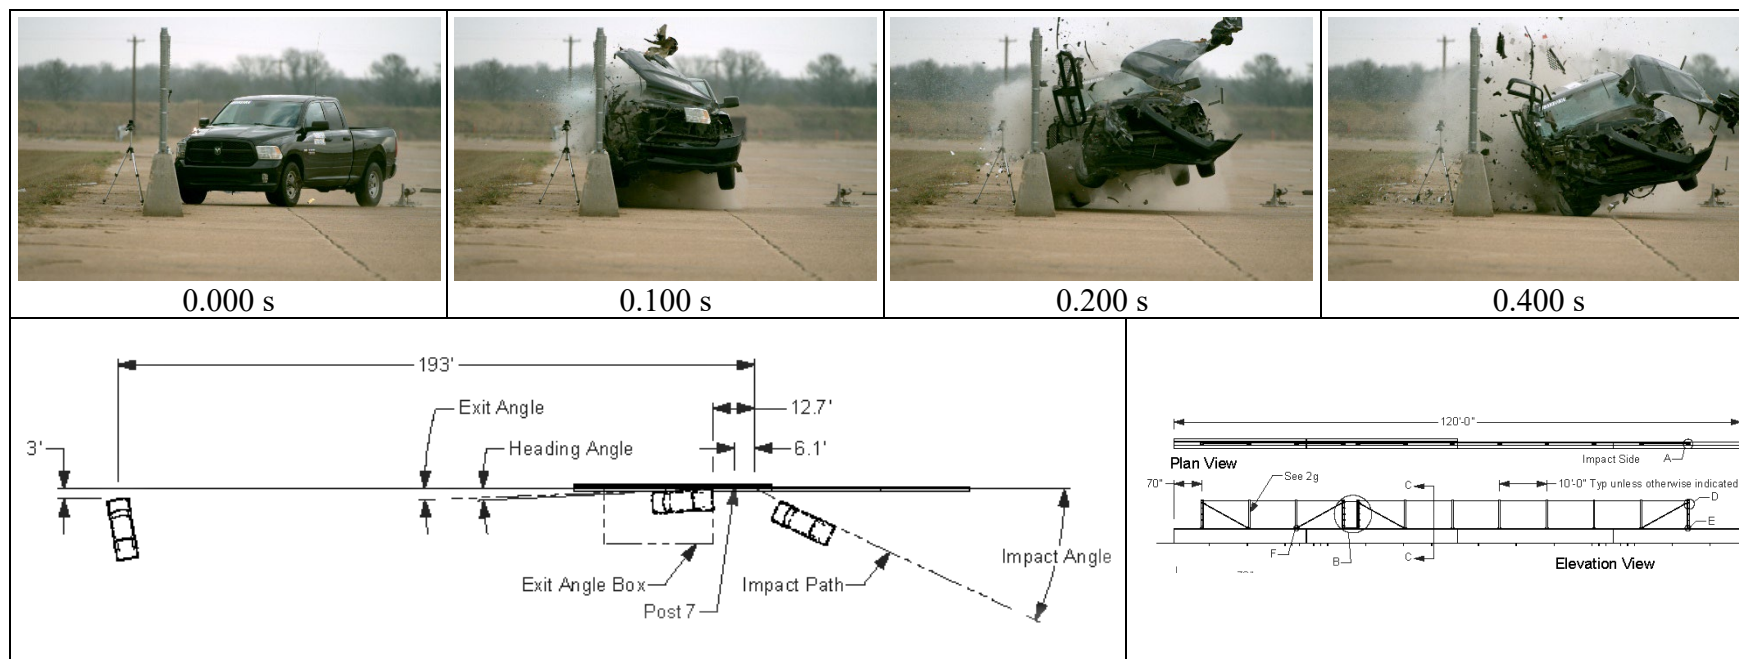 0.000 s
0.100 s
0.200 s
0.400 s
193'
Exit Angle
12.7'
3'
Heading Angle
6.1'
Impact Angle
Exit Angle Box
Impact Path
Post 7
120'-0"
Plan View
Impact Side
A
70"
See 2g
C
10'-0" Typ unless otherwise indicated
D
E
F
B
C
Elevation View